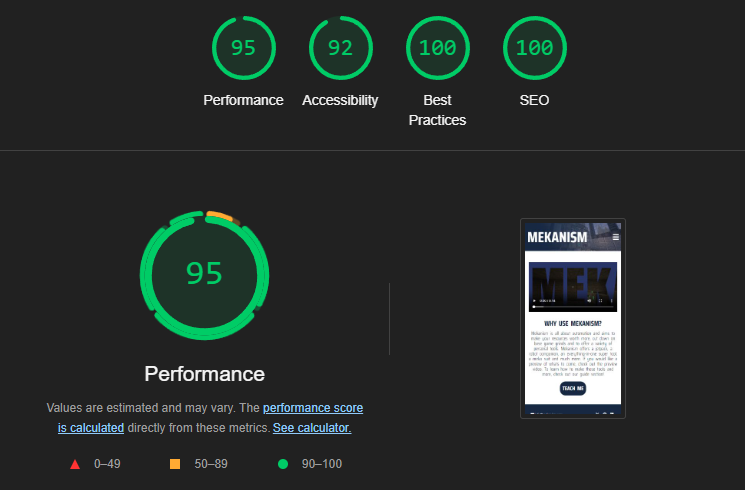 95 92 100 100
Performance Accessibility Best Practices SEO
95
Performance
Values are estimated and may vary. The performance score
is calculated directly from these metrics. See calculator.
0–49 50–89 90–100
MEKANISM
MEK
WHY USE MEKANISM?
TEACH ME